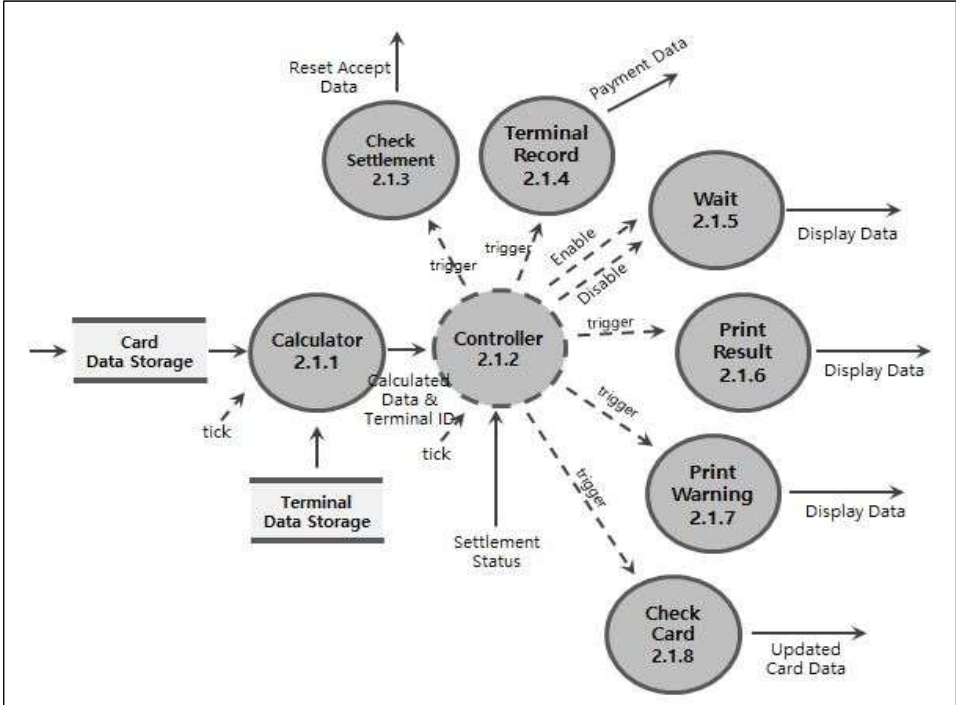 Reset Accept
Data
Payment Data
Check
Settlement
2.1.3
Terminal
Record
2.1.4
Wait
2.1.5
Display Data
trigger
trigger
Enable
Disable
Card
Data Storage
Calculator
2.1.1
Controller
2.1.2
trigger
Print
Result
2.1.6
Display Data
Calculated
Data &
Terminal ID
tick
tick
trigger
trigger
Terminal
Data Storage
Settlement
Status
Print
Warning
2.1.7
Display Data
Check
Card
2.1.8
Updated
Card Data